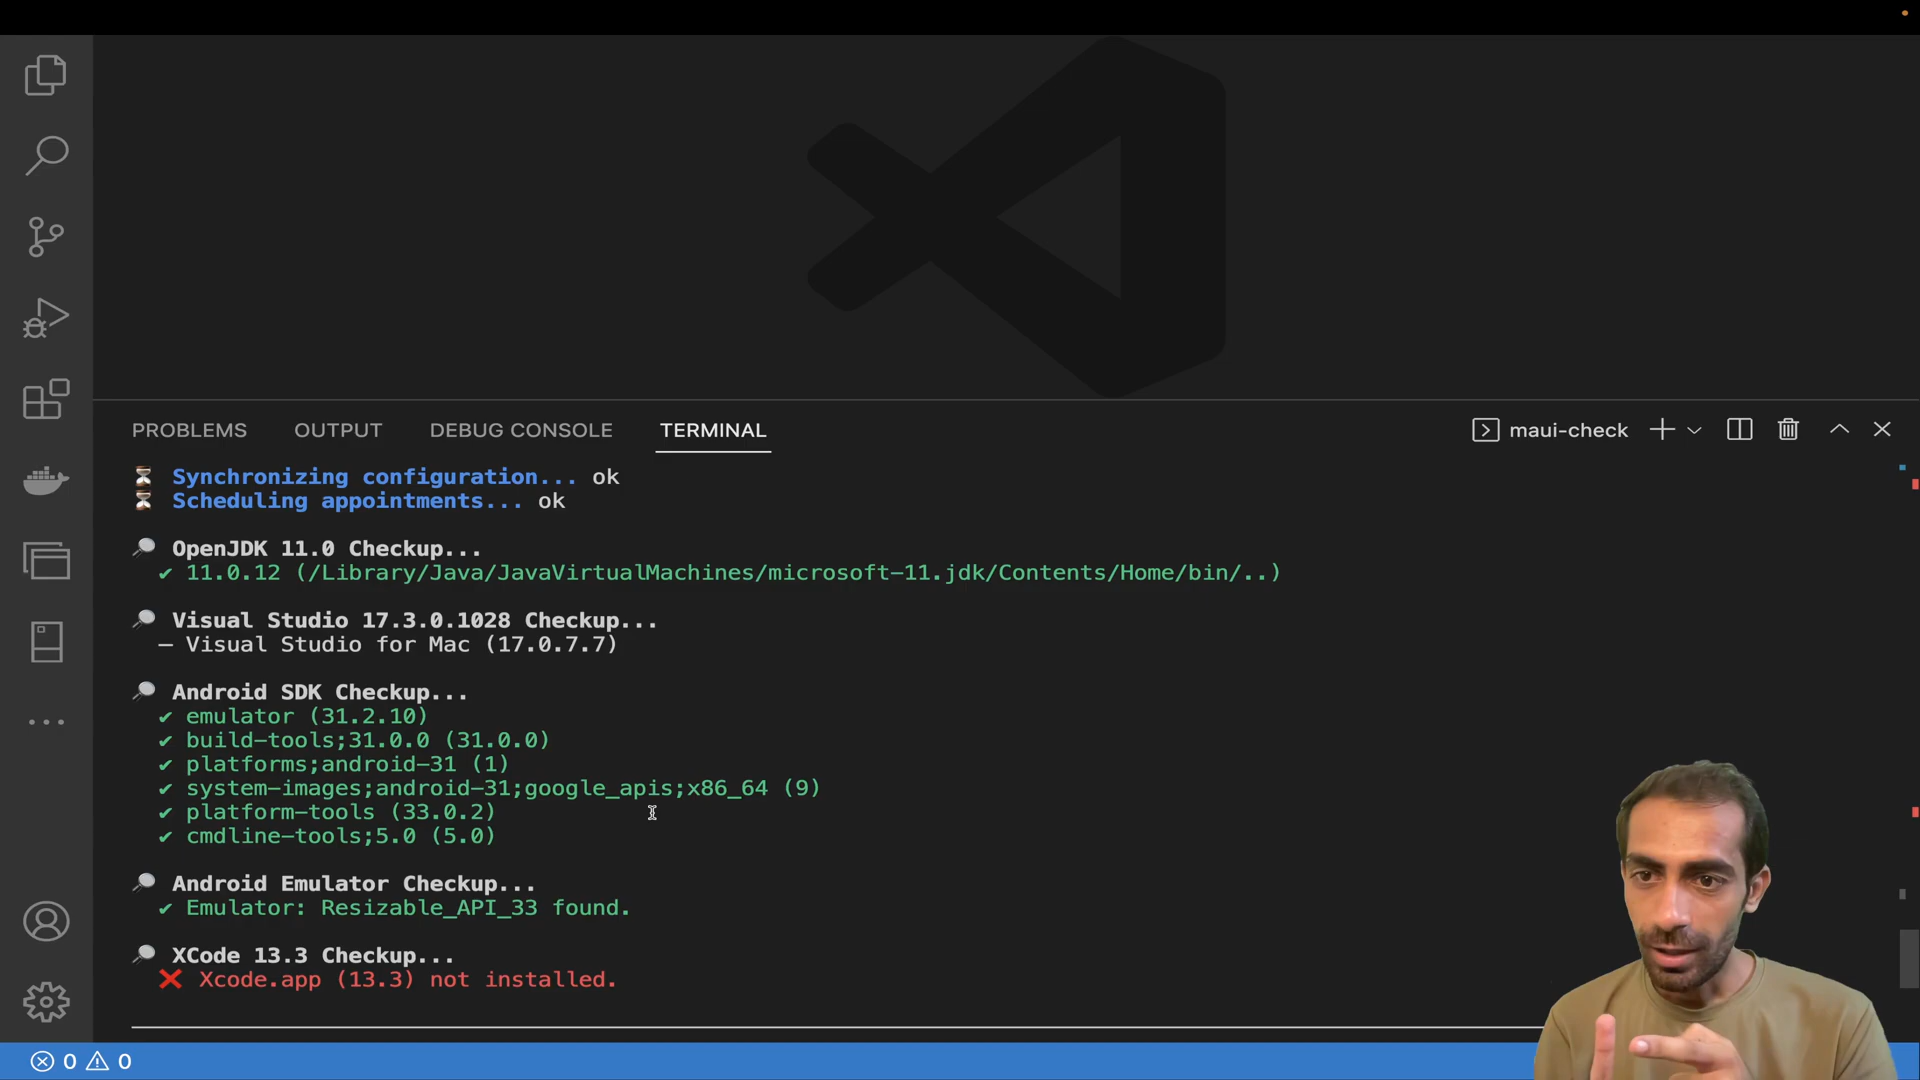 PROBLEMS OUTPUT DEBUG CONSOLE TERMINAL maui-check
Synchronizing configuration... ok
Scheduling appointments... ok
OpenJDK 11.0 Checkup...
✔ 11.0.12 (/Library/Java/JavaVirtualMachines/microsoft-11.jdk/Contents/Home/bin/..)
Visual Studio 17.3.0.1028 Checkup...
– Visual Studio for Mac (17.0.7.7)
Android SDK Checkup...
✔ emulator (31.2.10)
✔ build-tools;31.0.0 (31.0.0)
✔ platforms;android-31 (1)
✔ system-images;android-31;google_apis;x86_64 (9)
✔ platform-tools (33.0.2)
✔ cmdline-tools;5.0 (5.0)
Android Emulator Checkup...
✔ Emulator: Resizable_API_33 found.
XCode 13.3 Checkup...
❌ Xcode.app (13.3) not installed.
0 0